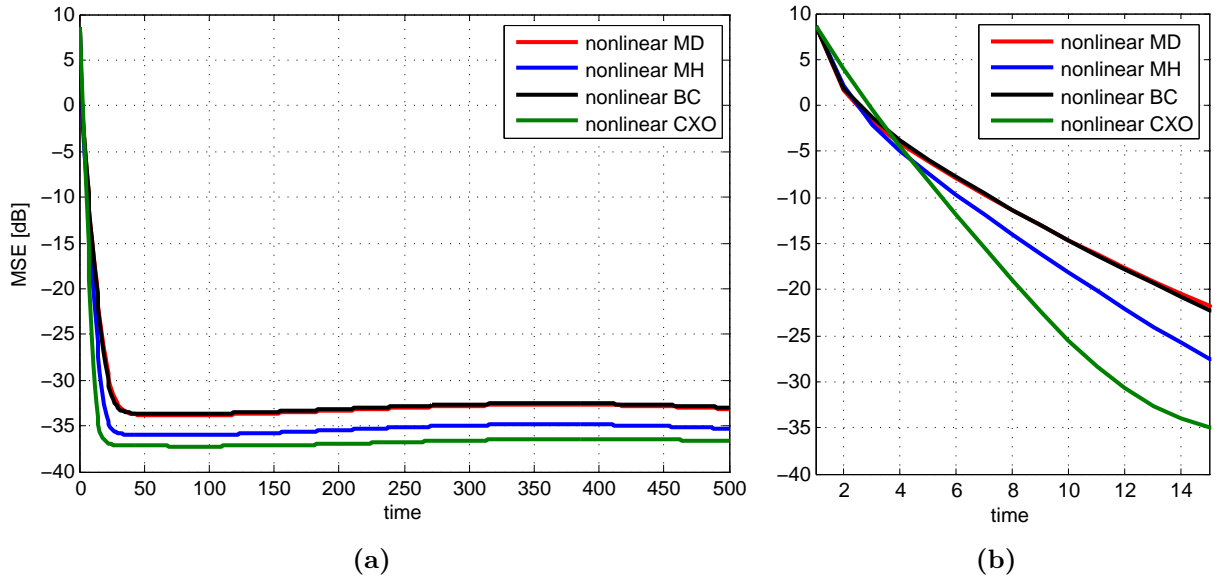 10
5
0
−5
−10
−15
−20
−25
−30
−35
−40
MSE [dB]
0 50 100 150 200 250 300 350 400 450 500
time
nonlinear MD
nonlinear MH
nonlinear BC
nonlinear CXO
(a)
10
5
0
−5
−10
−15
−20
−25
−30
−35
−40
2 4 6 8 10 12 14
time
nonlinear MD
nonlinear MH
nonlinear BC
nonlinear CXO
(b)